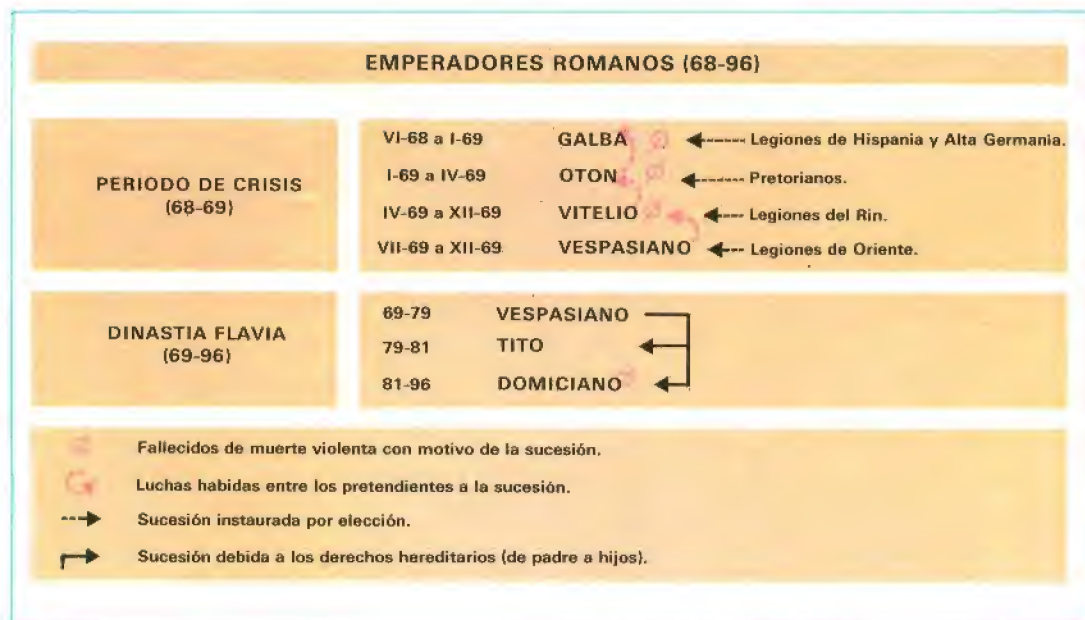 EMPERADORES ROMANOS (68-96)
PERIODO DE CRISIS
(68-69)
VI-68 a I-69 GALBA Legiones de Hispania y Alta Germania.
I-69 a IV-69 OTON Pretorianos.
IV-69 a XII-69 VITELIO Legiones del Rin.
VII-69 a XII-69 VESPASIANO Legiones de Oriente.
DINASTIA FLAVIA
(69-96)
69-79 VESPASIANO
79-81 TITO
81-96 DOMICIANO
Fallecidos de muerte violenta con motivo de la sucesión.
Luchas habidas entre los pretendientes a la sucesión.
Sucesión instaurada por elección.
Sucesión debida a los derechos hereditarios (de padre a hijos).